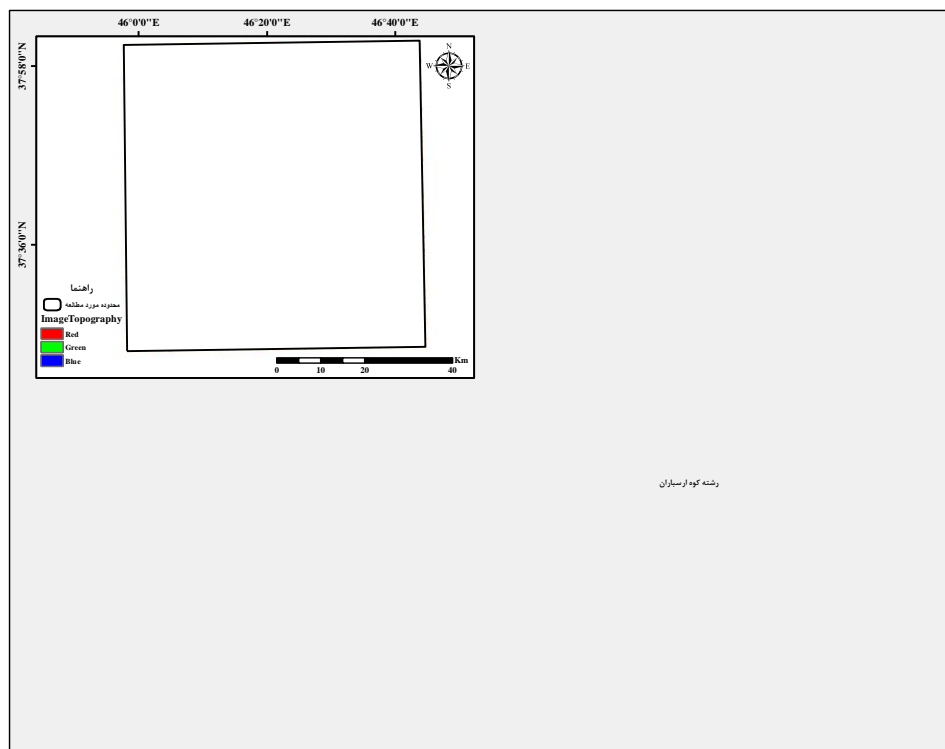 46°0'0"E 46°20'0"E 46°40'0"E
37°58'0"N
37°36'0"N
N
W E
S
راهنما
محدوده مورد مطالعه
ImageTopography
Red
Green
Blue
Km
0 10 20 40
رشته کوه ارسباران